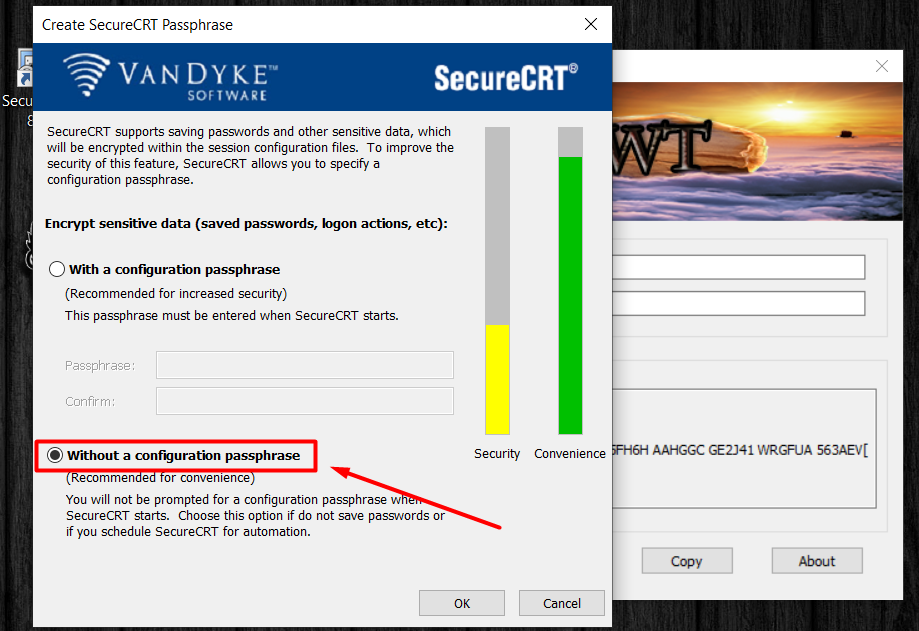 Create SecureCRT Passphrase
VANDYKE™
SOFTWARE
SecureCRT®
SecureCRT supports saving passwords and other sensitive data, which
will be encrypted within the session configuration files. To improve the
security of this feature, SecureCRT allows you to specify a
configuration passphrase.
Encrypt sensitive data (saved passwords, logon actions, etc):
With a configuration passphrase
(Recommended for increased security)
This passphrase must be entered when SecureCRT starts.
Passphrase:
Confirm:
Without a configuration passphrase
(Recommended for convenience)
You will not be prompted for a configuration passphrase when
SecureCRT starts. Choose this option if do not save passwords or
if you schedule SecureCRT for automation.
Security
Convenience
OK
Cancel
Secu
8
WT
FH6H AAHGGC GE2J41 WRGFUA 563AEV[
Copy
About